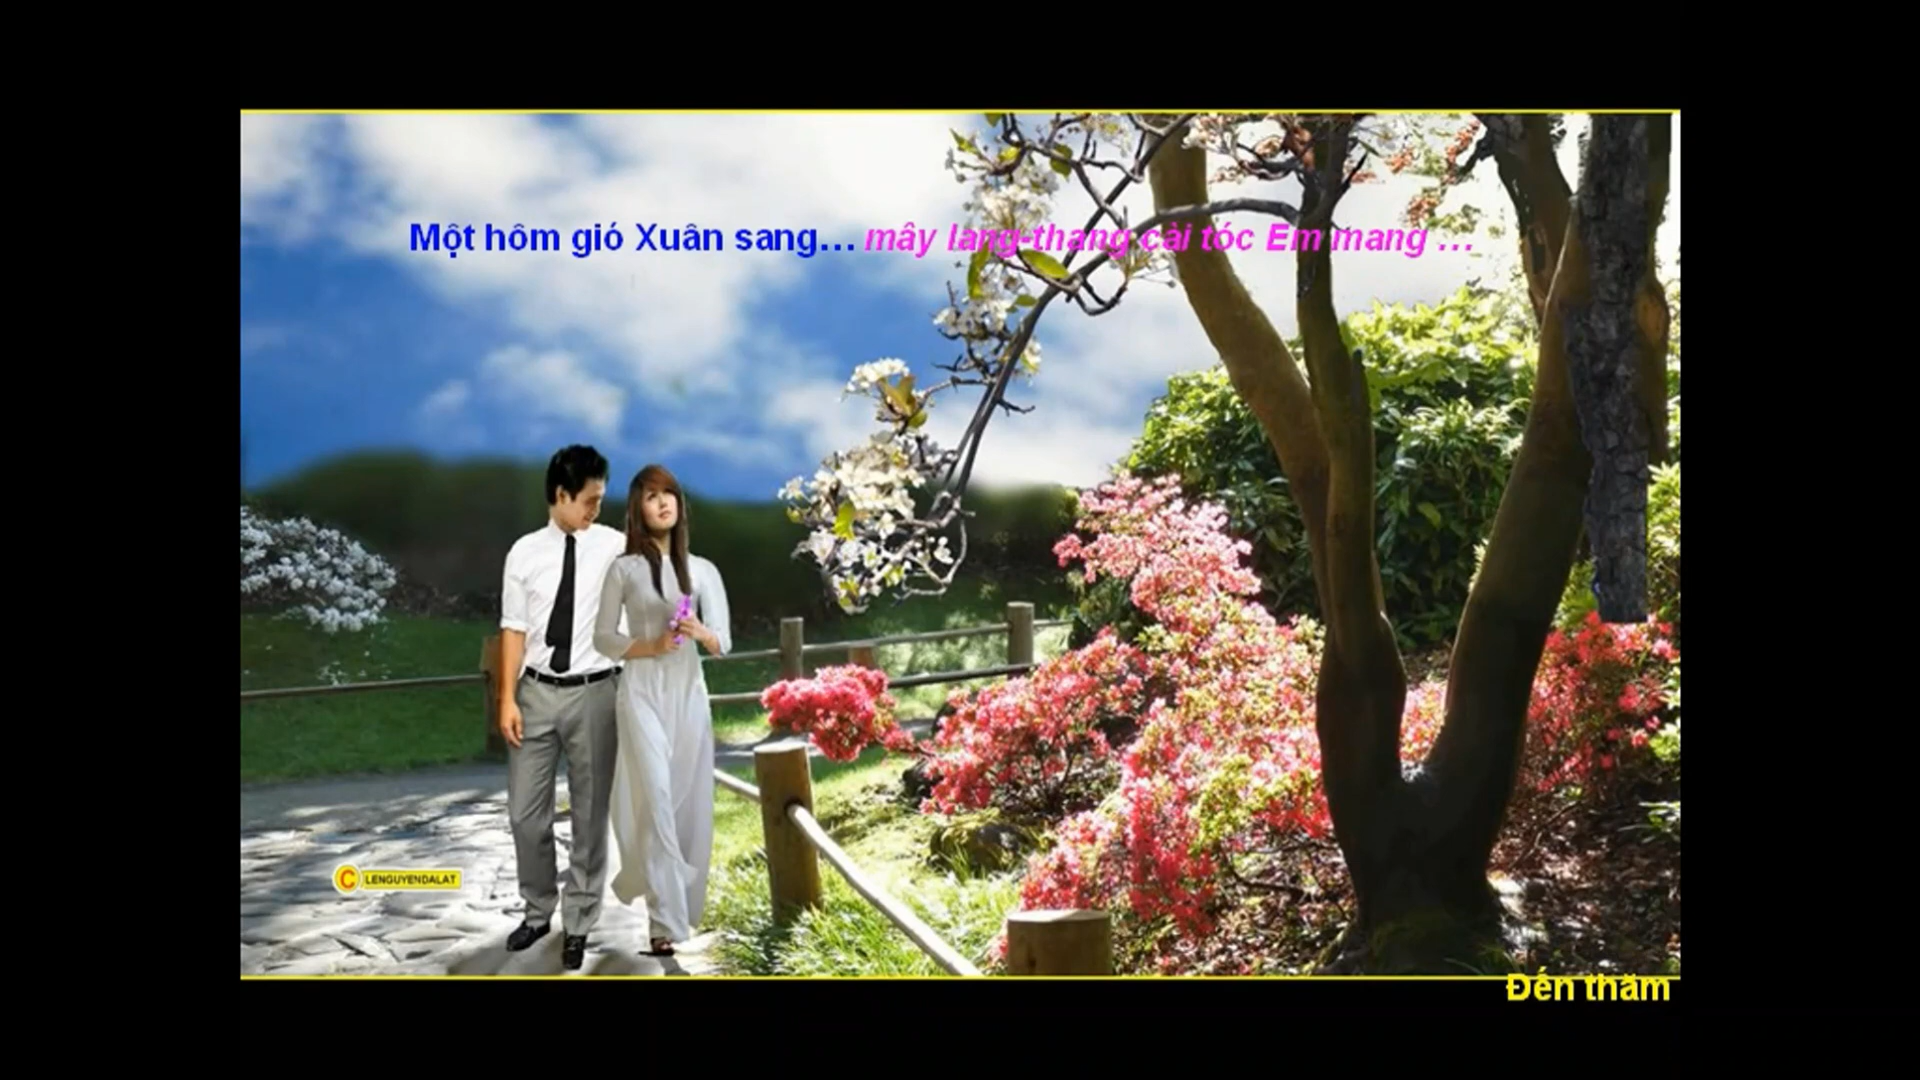 Một hôm gió Xuân sang... mây lang-thang cài tóc Em mang ...
C LENGUYENDALAT
Đến thăm